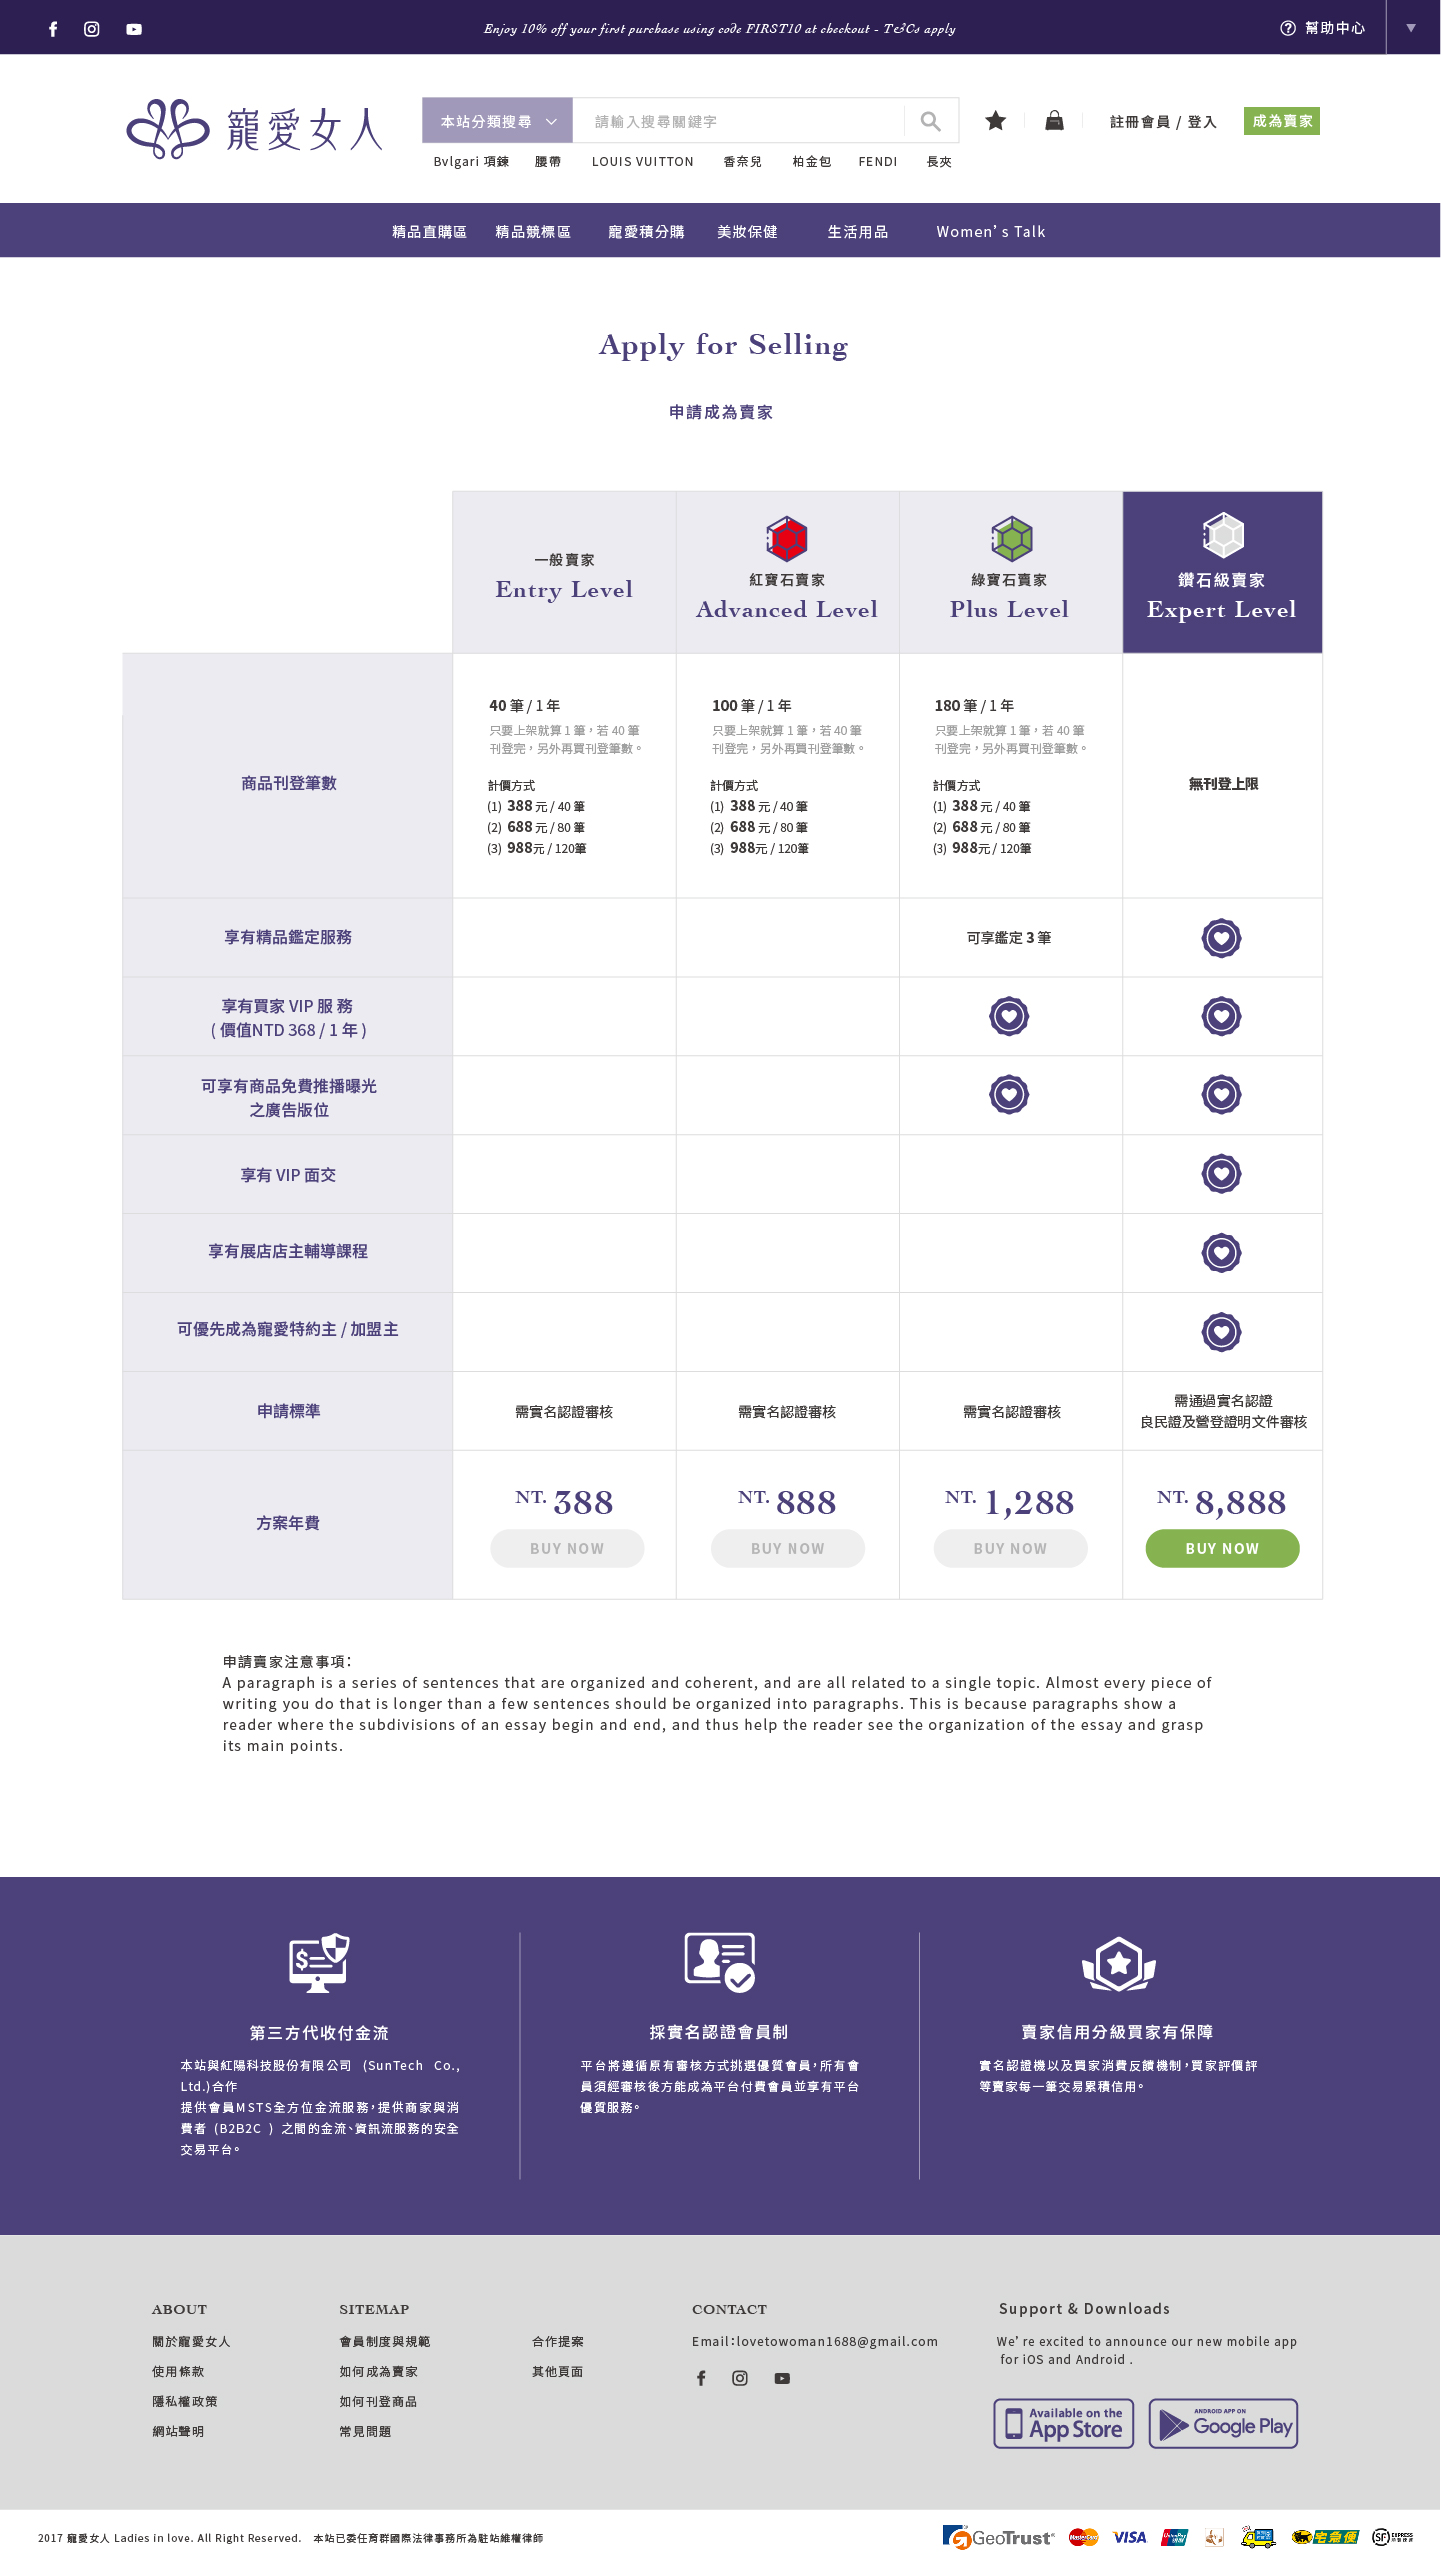 Enjoy 10% off your first purchase using code FIRST10 at checkout - T&Cs apply
幫助中心
寵愛女人
本站分類搜尋
請輸入搜尋關鍵字
註冊會員 / 登入
成為賣家
Bvlgari 項鍊 腰帶 LOUIS VUITTON 香奈兒 柏金包 FENDI 長夾
精品直購區 精品競標區 寵愛積分購 美妝保健 生活用品 Women's Talk
Apply for Selling
申請成為賣家
一般賣家
Entry Level
紅寶石賣家
Advanced Level
綠寶石賣家
Plus Level
鑽石級賣家
Expert Level
商品刊登筆數
40 筆 / 1 年
只要上架就算 1 筆，若 40 筆
刊登完，另外再買刊登筆數。
計價方式
(1) 388 元 / 40 筆
(2) 688 元 / 80 筆
(3) 988元 / 120筆
100 筆 / 1 年
只要上架就算 1 筆，若 40 筆
刊登完，另外再買刊登筆數。
計價方式
(1) 388 元 / 40 筆
(2) 688 元 / 80 筆
(3) 988元 / 120筆
180 筆 / 1 年
只要上架就算 1 筆，若 40 筆
刊登完，另外再買刊登筆數。
計價方式
(1) 388 元 / 40 筆
(2) 688 元 / 80 筆
(3) 988元 / 120筆
無刊登上限
享有精品鑑定服務
可享鑑定 3 筆
享有買家 VIP 服 務
( 價值NTD 368 / 1 年 )
可享有商品免費推播曝光
之廣告版位
享有 VIP 面交
享有展店店主輔導課程
可優先成為寵愛特約主 / 加盟主
申請標準
需實名認證審核
需實名認證審核
需實名認證審核
需通過實名認證
良民證及營登證明文件審核
方案年費
NT. 388
BUY NOW
NT. 888
BUY NOW
NT. 1,288
BUY NOW
NT. 8,888
BUY NOW
申請賣家注意事項：
A paragraph is a series of sentences that are organized and coherent, and are all related to a single topic. Almost every piece of
writing you do that is longer than a few sentences should be organized into paragraphs. This is because paragraphs show a
reader where the subdivisions of an essay begin and end, and thus help the reader see the organization of the essay and grasp
its main points.
第三方代收付金流
本站與紅陽科技股份有限公司 (SunTech Co.,
Ltd.)合作
提供會員MSTS全方位金流服務，提供商家與消
費者 (B2B2C ) 之間的金流、資訊流服務的安全
交易平台。
採實名認證會員制
平台將遵循原有審核方式挑選優質會員，所有會
員須經審核後方能成為平台付費會員並享有平台
優質服務。
賣家信用分級買家有保障
實名認證機以及買家消費反饋機制，買家評價評
等賣家每一筆交易累積信用。
ABOUT
關於寵愛女人
使用條款
隱私權政策
網站聲明
SITEMAP
會員制度與規範
如何成為賣家
如何刊登商品
常見問題
合作提案
其他頁面
CONTACT
Email：lovetowoman1688@gmail.com
Support & Downloads
We're excited to announce our new mobile app
for iOS and Android .
Available on the
App Store
ANDROID APP ON
Google Play
2017 寵愛女人 Ladies in love. All Right Reserved. 本站已委任育群國際法律事務所為駐站維權律師
GeoTrust
MasterCard
VISA
UnionPay
宅急便
SF EXPRESS